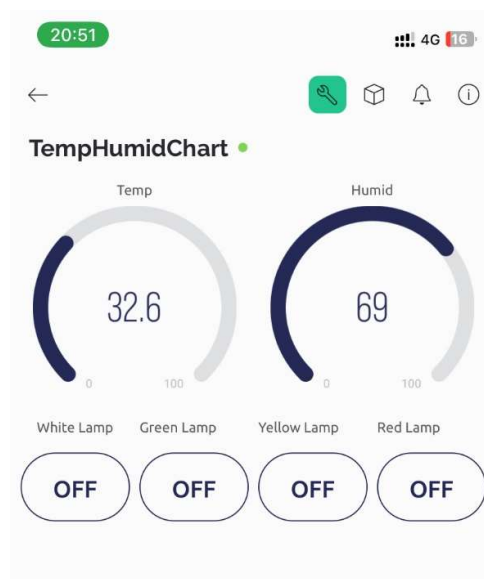 20:51 4G 16
TempHumidChart
Temp Humid
32.6 69
0 100 0 100
White Lamp Green Lamp Yellow Lamp Red Lamp
OFF OFF OFF OFF